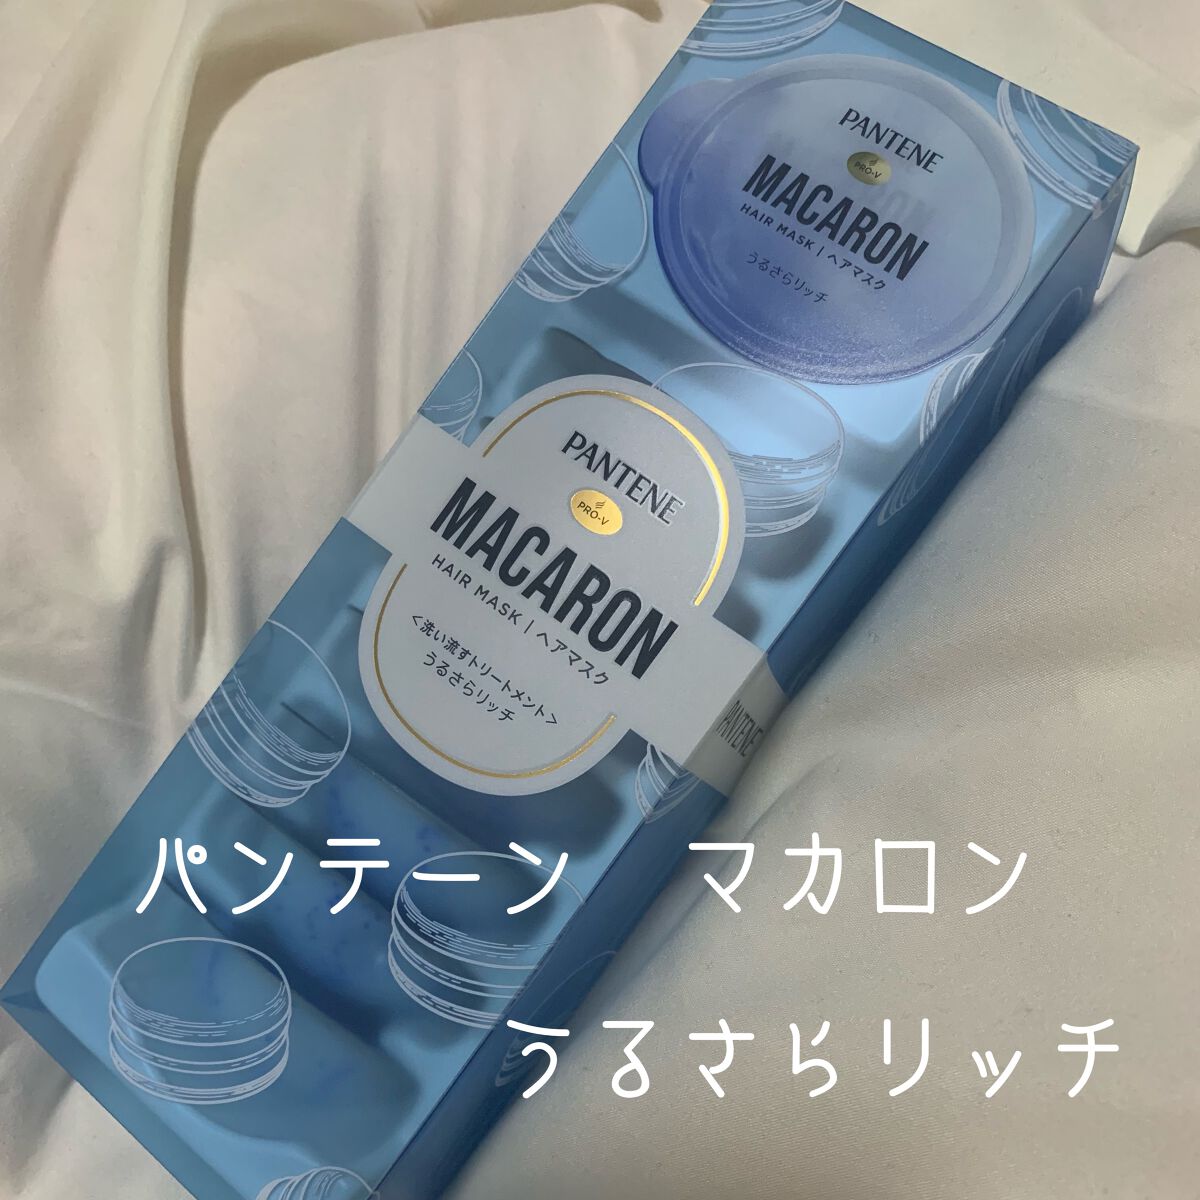 PANTENE
PRO-V
MACARON
HAIR MASK | ヘアマスク
うるさらリッチ
PANTENE
PRO-V
MACARON
HAIR MASK | ヘアマスク
<洗い流すトリートメント>
うるさらリッチ
PANTENE
パンテーン マカロン
うるさらリッチ